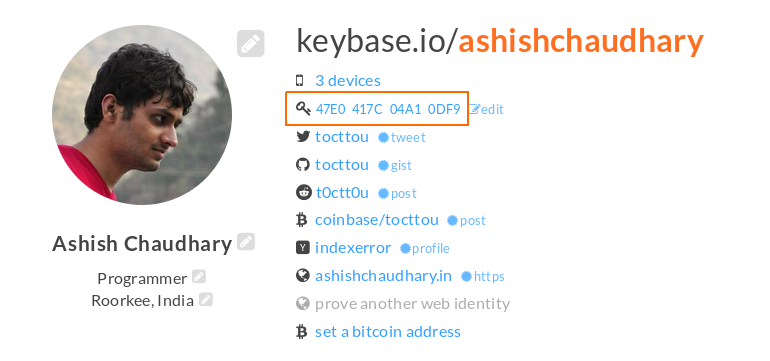 keybase.io/ashishchaudhary
3 devices
47E0 417C 04A1 0DF9 edit
tocttou tweet
tocttou gist
t0ctt0u post
coinbase/tocttou post
Y indexerror profile
ashishchaudhary.in https
prove another web identity
set a bitcoin address
Ashish Chaudhary
Programmer
Roorkee, India